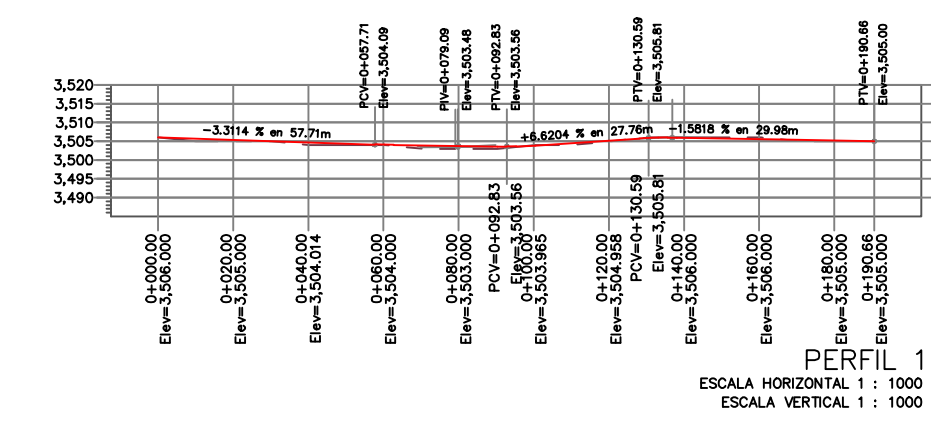 PCV=0+057.71
Elev=3,504.09
PIV=0+079.09
Elev=3,503.48
PTV=0+092.83
Elev=3,503.56
PTV=0+130.59
Elev=3,505.81
PTV=0+190.66
Elev=3,505.00
3,520
3,515
3,510
3,505
3,500
3,495
3,490
-3.3114 % en 57.71m
+6.6204 % en 27.76m
-1.5818 % en 29.98m
PCV=0+092.83
Elev=3,503.56
PCV=0+130.59
Elev=3,505.81
0+000.00
Elev=3,506.000
0+020.00
Elev=3,505.000
0+040.00
Elev=3,504.014
0+060.00
Elev=3,504.000
0+080.00
Elev=3,503.000
0+100.00
Elev=3,503.965
0+120.00
Elev=3,504.958
0+140.00
Elev=3,506.000
0+160.00
Elev=3,506.000
0+180.00
Elev=3,505.000
0+190.66
Elev=3,505.000
PERFIL 1
ESCALA HORIZONTAL 1 : 1000
ESCALA VERTICAL 1 : 1000